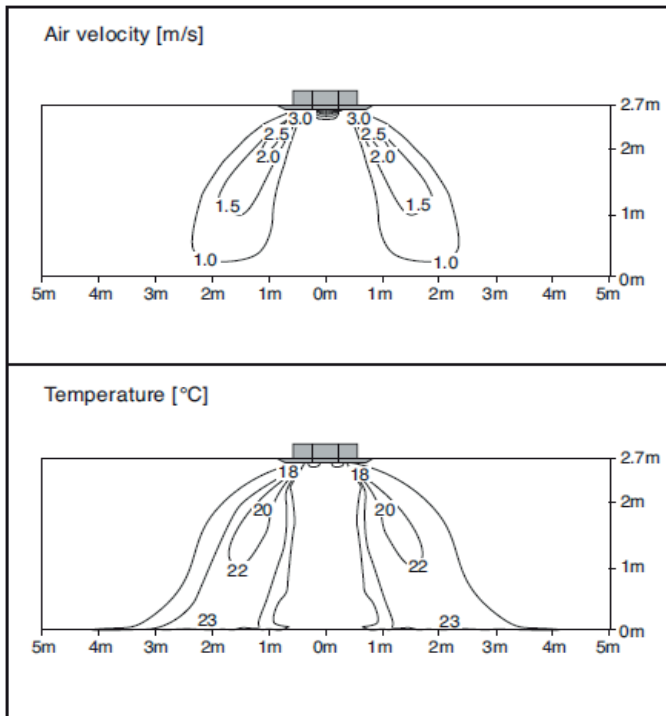 Air velocity [m/s]
2.7m
3.0 3.0
2.5 2.5
2m
2.0 2.0
1.5 1.5
1m
1.0 1.0
0m
5m 4m 3m 2m 1m 0m 1m 2m 3m 4m 5m
Temperature [°C]
2.7m
18 18
2m
20 20
22 22
1m
23 23
0m
5m 4m 3m 2m 1m 0m 1m 2m 3m 4m 5m